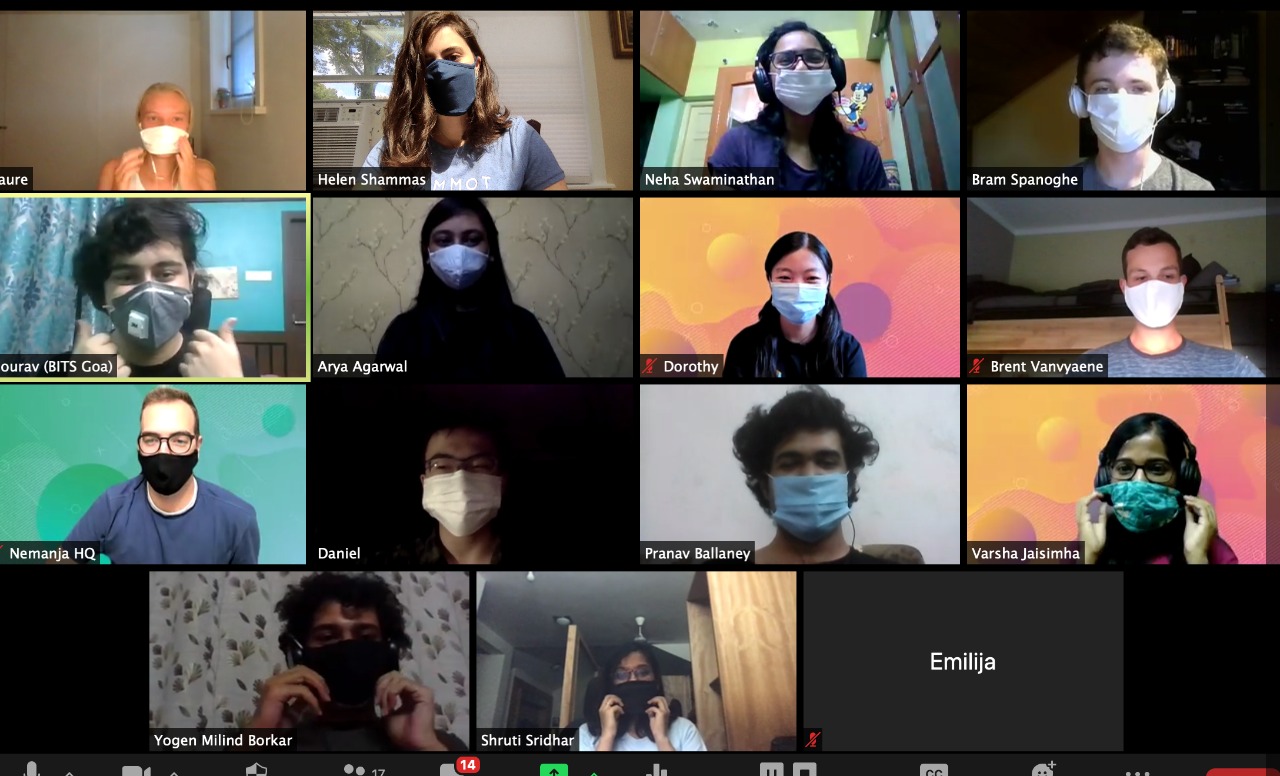 aure
Helen Shammas
MMOT
Neha Swaminathan
Bram Spanoghe
ourav (BITS Goa)
Arya Agarwal
Dorothy
Brent Vanvyaene
Nemanja HQ
Daniel
Pranav Ballaney
Varsha Jaisimha
Yogen Milind Borkar
Shruti Sridhar
Emilija
17
14
CC